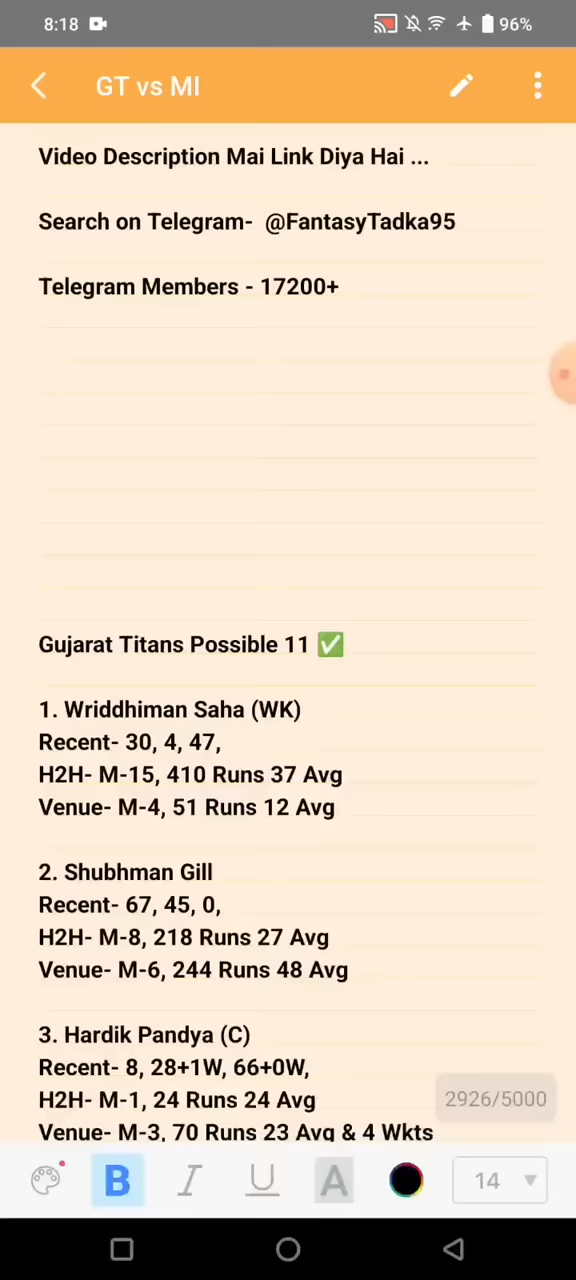 8:18
96%
GT vs MI
Video Description Mai Link Diya Hai ...
Search on Telegram- @FantasyTadka95
Telegram Members - 17200+
Gujarat Titans Possible 11 ✅
1. Wriddhiman Saha (WK)
Recent- 30, 4, 47,
H2H- M-15, 410 Runs 37 Avg
Venue- M-4, 51 Runs 12 Avg
2. Shubhman Gill
Recent- 67, 45, 0,
H2H- M-8, 218 Runs 27 Avg
Venue- M-6, 244 Runs 48 Avg
3. Hardik Pandya (C)
Recent- 8, 28+1W, 66+0W,
H2H- M-1, 24 Runs 24 Avg
2926/5000
Venue- M-3, 70 Runs 23 Avg & 4 Wkts
B I U A 14